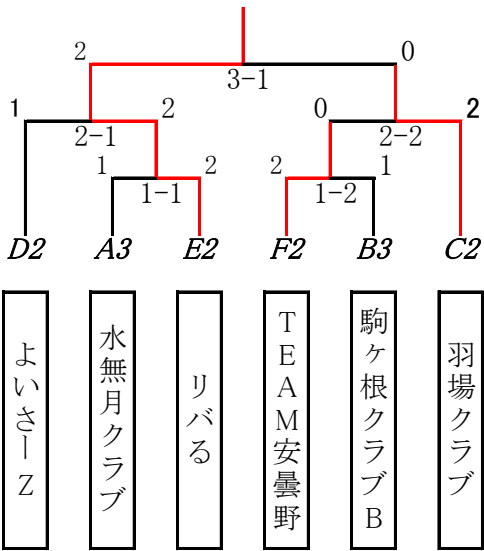 2 0
3-1
1 2 0 2
2-1 2-2
1 2 2 1
1-1 1-2
D2 A3 E2 F2 B3 C2
よいさーZ
水無月クラブ
リバる
TEAM安曇野
駒ヶ根クラブB
羽場クラブ